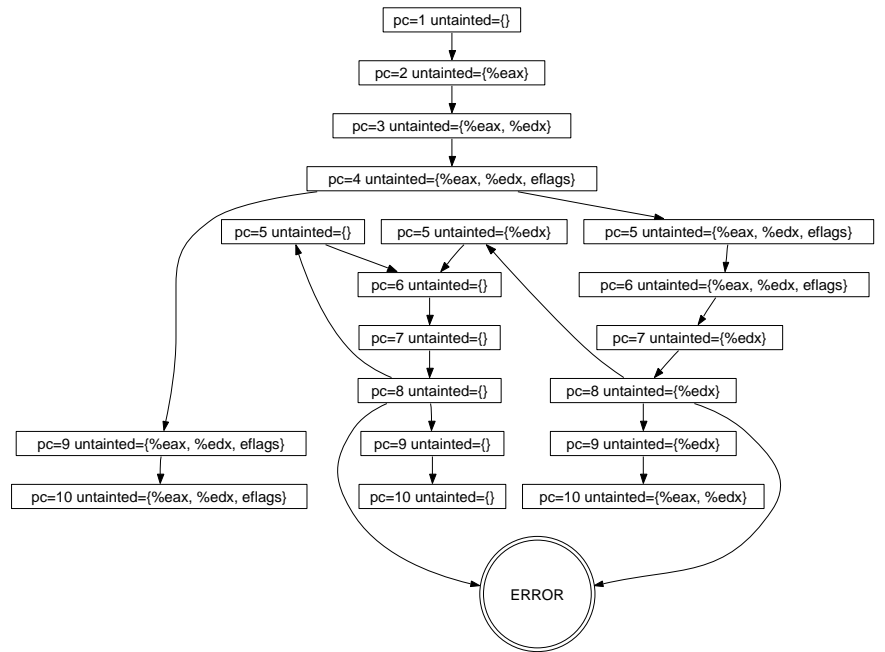 pc=1 untainted={}
pc=2 untainted={%eax}
pc=3 untainted={%eax, %edx}
pc=4 untainted={%eax, %edx, eflags}
pc=5 untainted={}
pc=5 untainted={%edx}
pc=5 untainted={%eax, %edx, eflags}
pc=6 untainted={}
pc=6 untainted={%eax, %edx, eflags}
pc=7 untainted={}
pc=7 untainted={%edx}
pc=8 untainted={}
pc=8 untainted={%edx}
pc=9 untainted={%eax, %edx, eflags}
pc=9 untainted={}
pc=9 untainted={%edx}
pc=10 untainted={%eax, %edx, eflags}
pc=10 untainted={}
pc=10 untainted={%eax, %edx}
ERROR